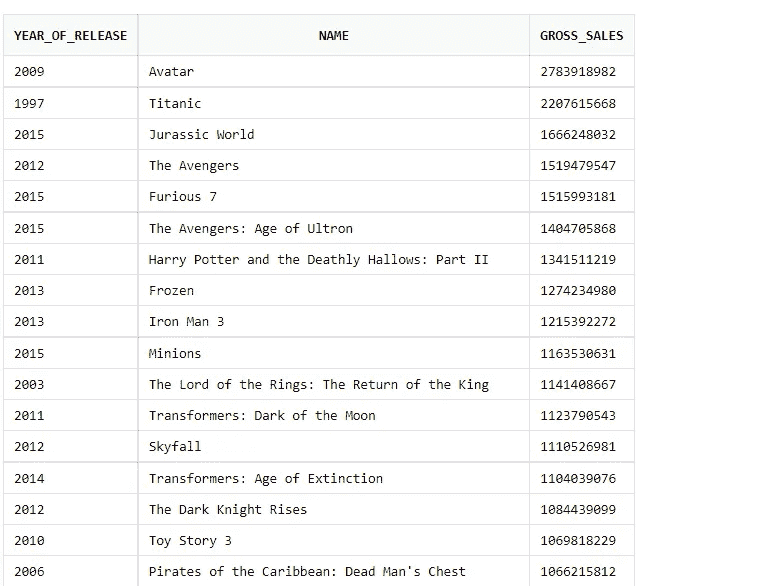 YEAR_OF_RELEASE NAME GROSS_SALES
2009 Avatar 2783918982
1997 Titanic 2207615668
2015 Jurassic World 1666248032
2012 The Avengers 1519479547
2015 Furious 7 1515993181
2015 The Avengers: Age of Ultron 1404705868
2011 Harry Potter and the Deathly Hallows: Part II 1341511219
2013 Frozen 1274234980
2013 Iron Man 3 1215392272
2015 Minions 1163530631
2003 The Lord of the Rings: The Return of the King 1141408667
2011 Transformers: Dark of the Moon 1123790543
2012 Skyfall 1110526981
2014 Transformers: Age of Extinction 1104039076
2012 The Dark Knight Rises 1084439099
2010 Toy Story 3 1069818229
2006 Pirates of the Caribbean: Dead Man's Chest 1066215812